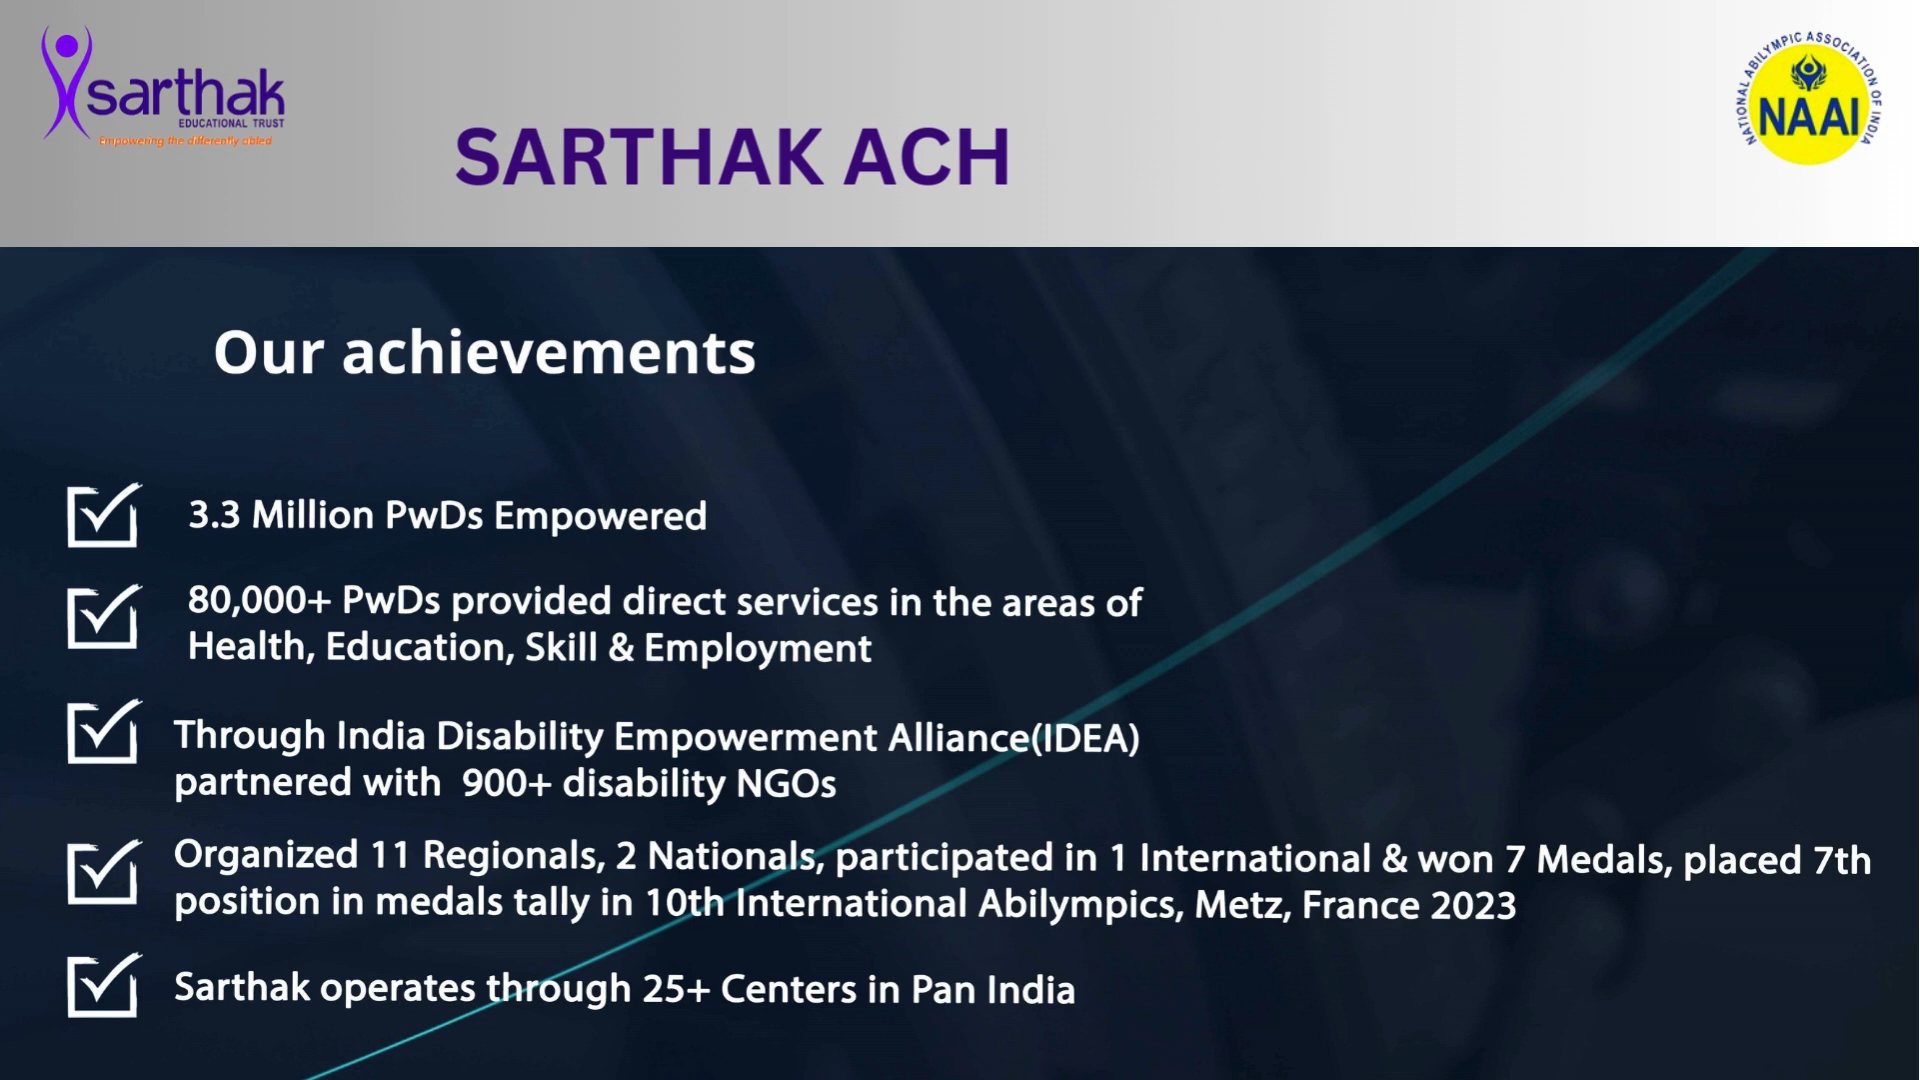 sarthak
EDUCATIONAL TRUST
Empowering the differently abled
SARTHAK ACH
NATIONAL ABILYMPIC ASSOCIATION OF INDIA
NAAI
Our achievements
3.3 Million PwDs Empowered
80,000+ PwDs provided direct services in the areas of
Health, Education, Skill & Employment
Through India Disability Empowerment Alliance(IDEA)
partnered with  900+ disability NGOs
Organized 11 Regionals, 2 Nationals, participated in 1 International & won 7 Medals, placed 7th
position in medals tally in 10th International Abilympics, Metz, France 2023
Sarthak operates through 25+ Centers in Pan India